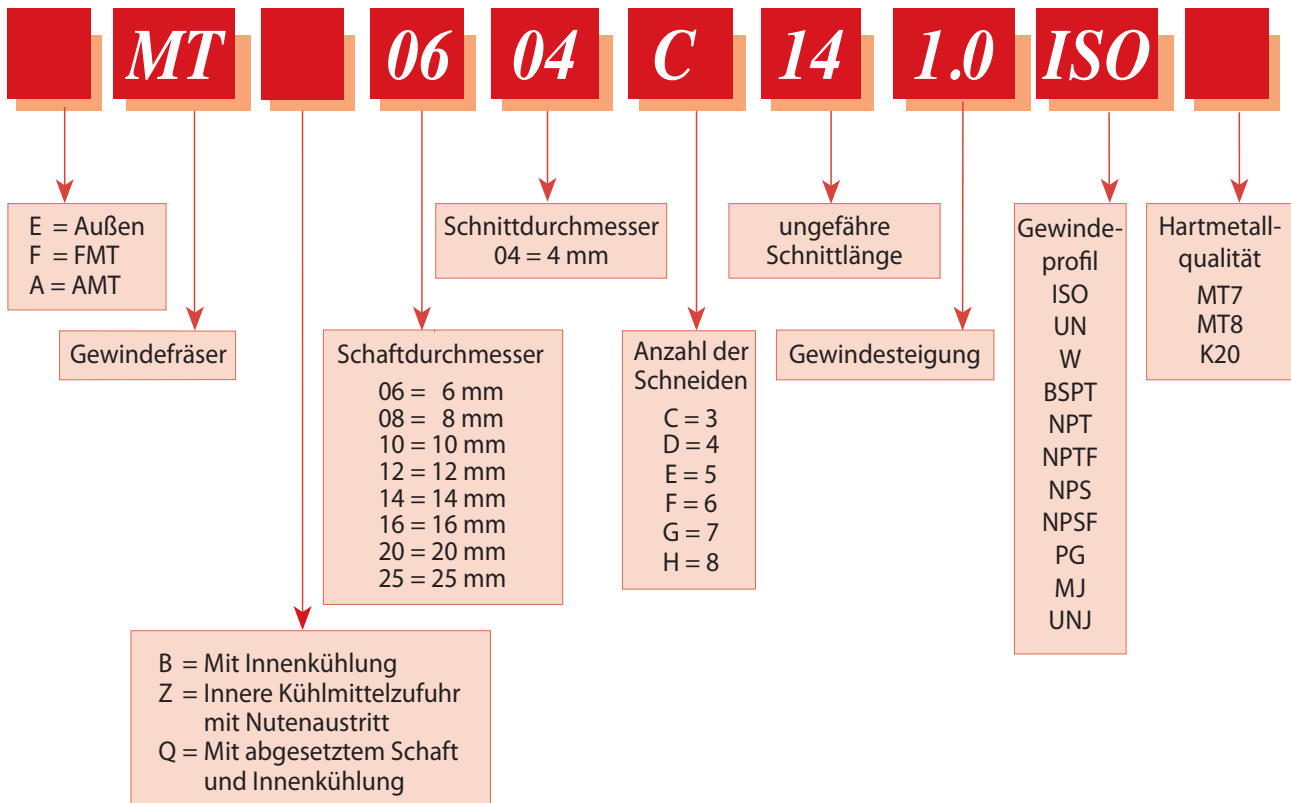 MT 06 04 C 14 1.0 ISO
E = Außen
F = FMT
A = AMT
Gewindefräser
B = Mit Innenkühlung
Z = Innere Kühlmittelzufuhr
mit Nutenaustritt
Q = Mit abgesetztem Schaft
und Innenkühlung
Schaftdurchmesser
06 = 6 mm
08 = 8 mm
10 = 10 mm
12 = 12 mm
14 = 14 mm
16 = 16 mm
20 = 20 mm
25 = 25 mm
Schnittdurchmesser
04 = 4 mm
Anzahl der
Schneiden
C = 3
D = 4
E = 5
F = 6
G = 7
H = 8
ungefähre
Schnittlänge
Gewindesteigung
Gewinde-
profil
ISO
UN
W
BSPT
NPT
NPTF
NPS
NPSF
PG
MJ
UNJ
Hartmetall-
qualität
MT7
MT8
K20